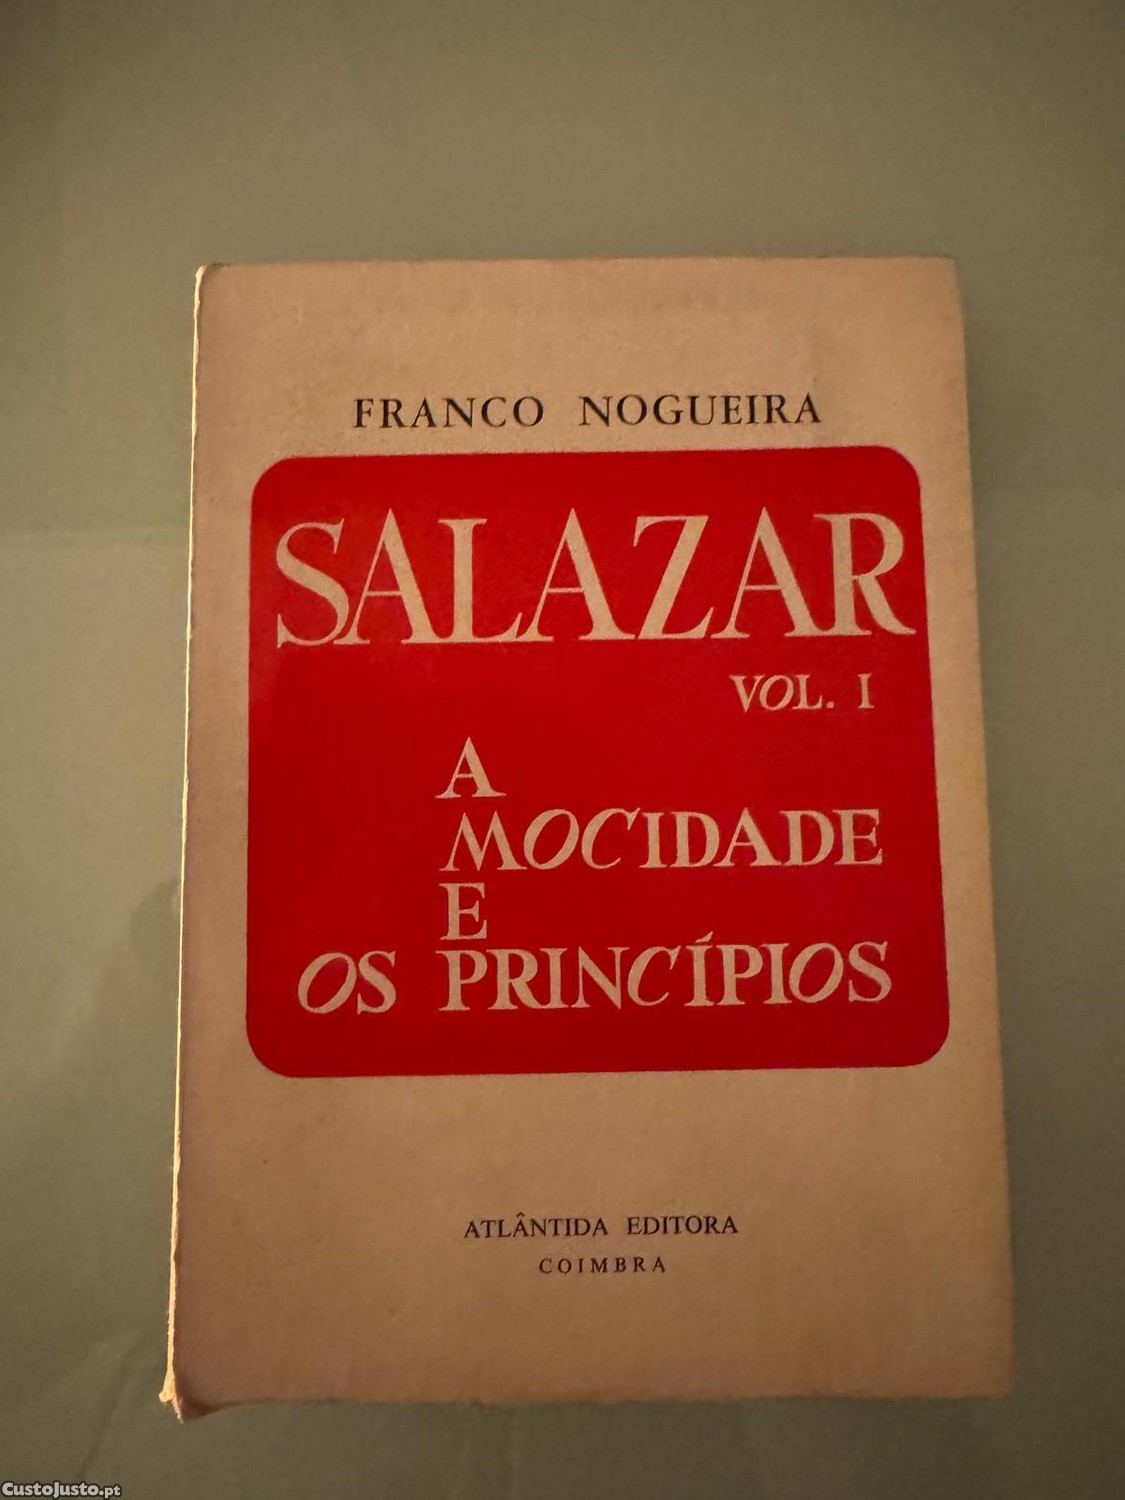 FRANCO NOGUEIRA
SALAZAR
VOL. I
A
MOCIDADE
E
OS PRINCÍPIOS
ATLÂNTIDA EDITORA
COIMBRA
CustoJusto.pt